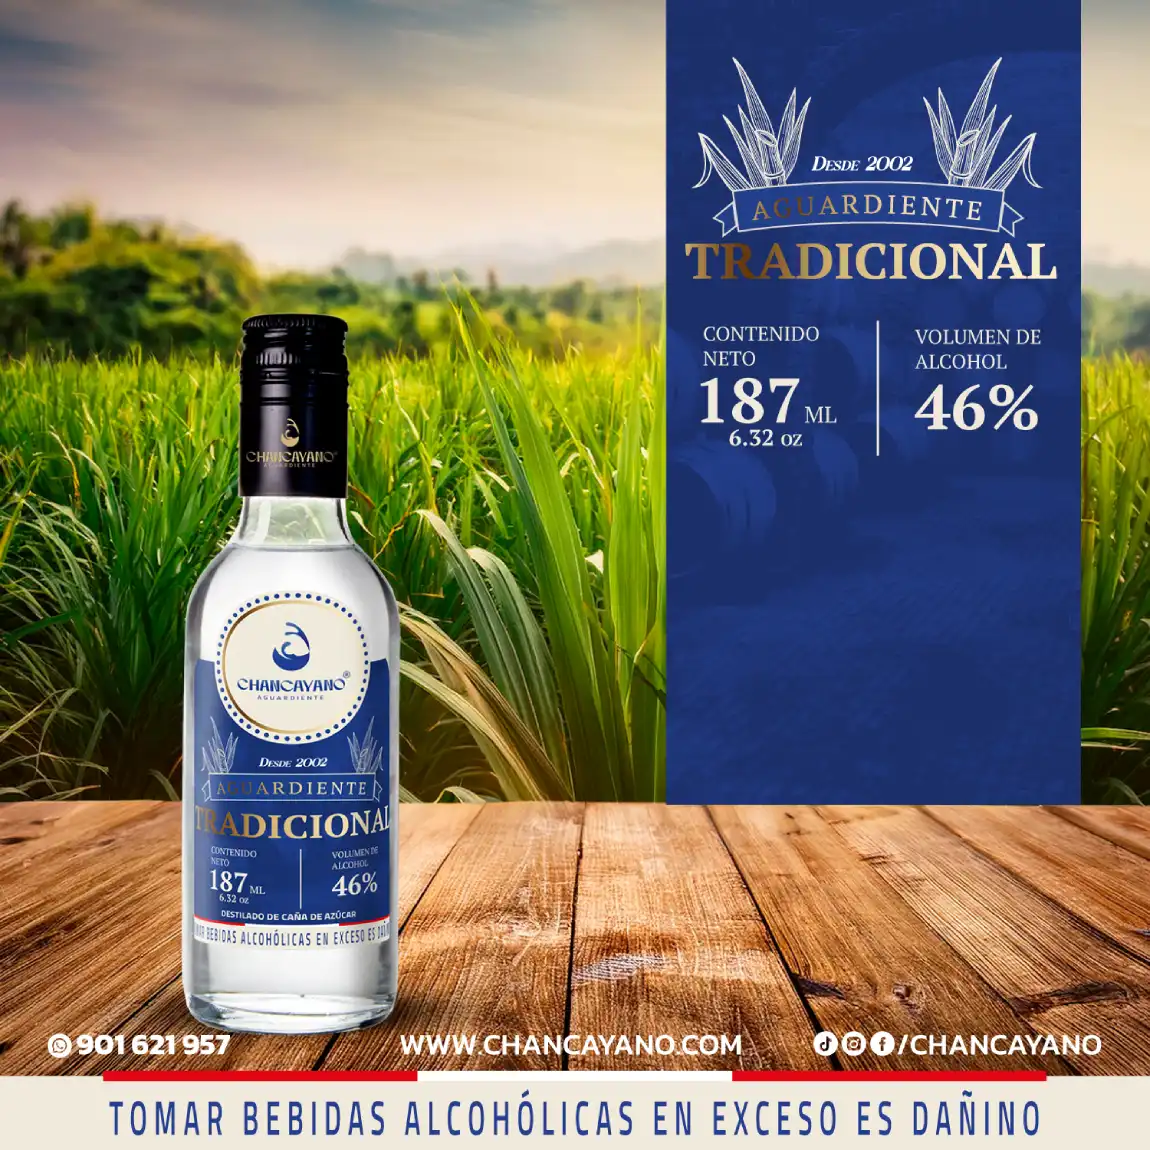 DESDE 2002
AGUARDIENTE
TRADICIONAL
CONTENIDO
NETO
187 ML
6.32 oz
VOLUMEN DE
ALCOHOL
46%
CHANCAYANO®
AGUARDIENTE
CHANCAYANO®
AGUARDIENTE
DESDE 2002
AGUARDIENTE
TRADICIONAL
CONTENIDO
NETO
187 ML
6.32 oz
VOLUMEN DE
ALCOHOL
46%
DESTILADO DE CAÑA DE AZÚCAR
MAR BEBIDAS ALCOHÓLICAS EN EXCESO ES DAÑIN
901 621 957
WWW.CHANCAYANO.COM
/CHANCAYANO
TOMAR BEBIDAS ALCOHÓLICAS EN EXCESO ES DAÑINO